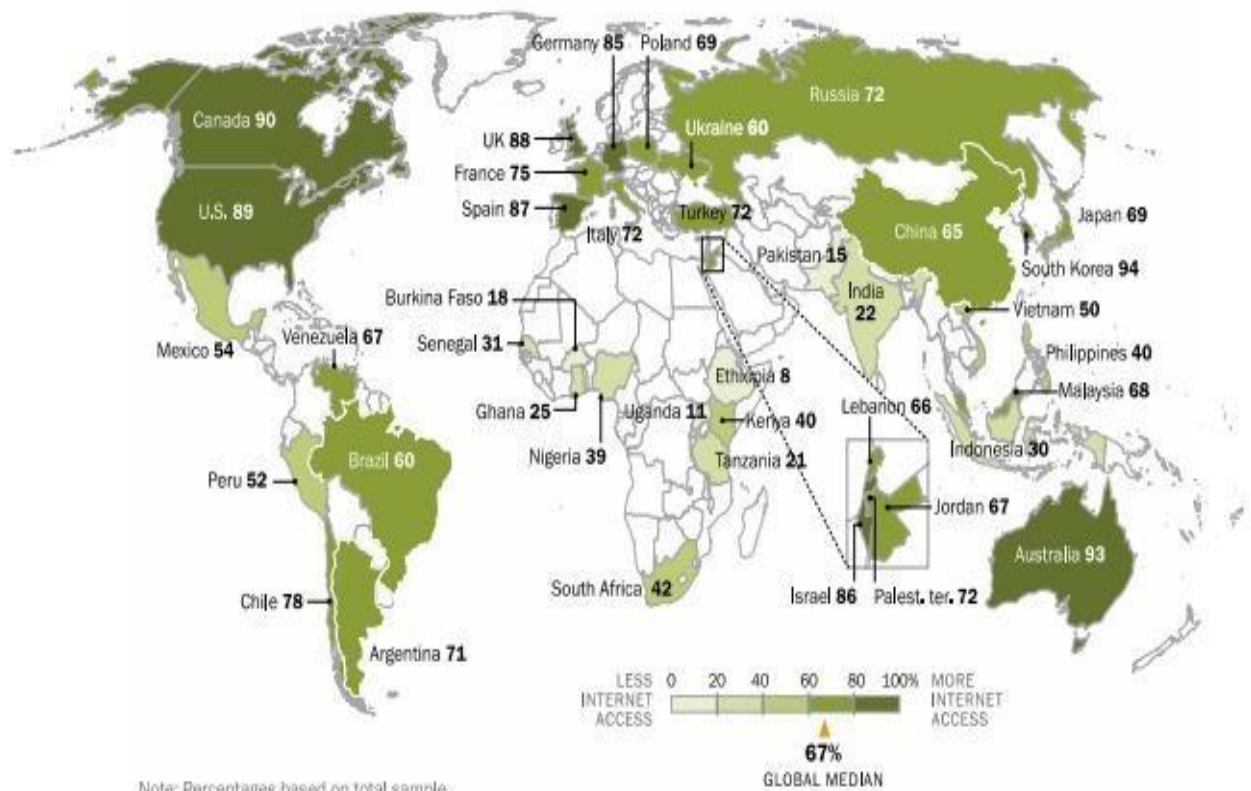 Germany 85
Poland 69
Russia 72
Canada 90
Ukraine 60
UK 88
France 75
U.S. 89
Spain 87
Turkey 72
Japan 69
Italy 72
China 65
Pakistan 15
South Korea 94
India
22
Burkina Faso 18
Vietnam 50
Venezuela 67
Senegal 31
Mexico 54
Philippines 40
Ethiopia 8
Malaysia 68
Ghana 25
Uganda 11
Kenya 40
Lebanon 66
Nigeria 39
Tanzania 21
Indonesia 30
Brazil 60
Peru 52
Jordan 67
Australia 93
South Africa 42
Israel 86
Palest. ter. 72
Chile 78
Argentina 71
LESS
INTERNET
ACCESS
0 20 40 60 80 100%
MORE
INTERNET
ACCESS
67%
GLOBAL MEDIAN
Note: Percentages based on total sample